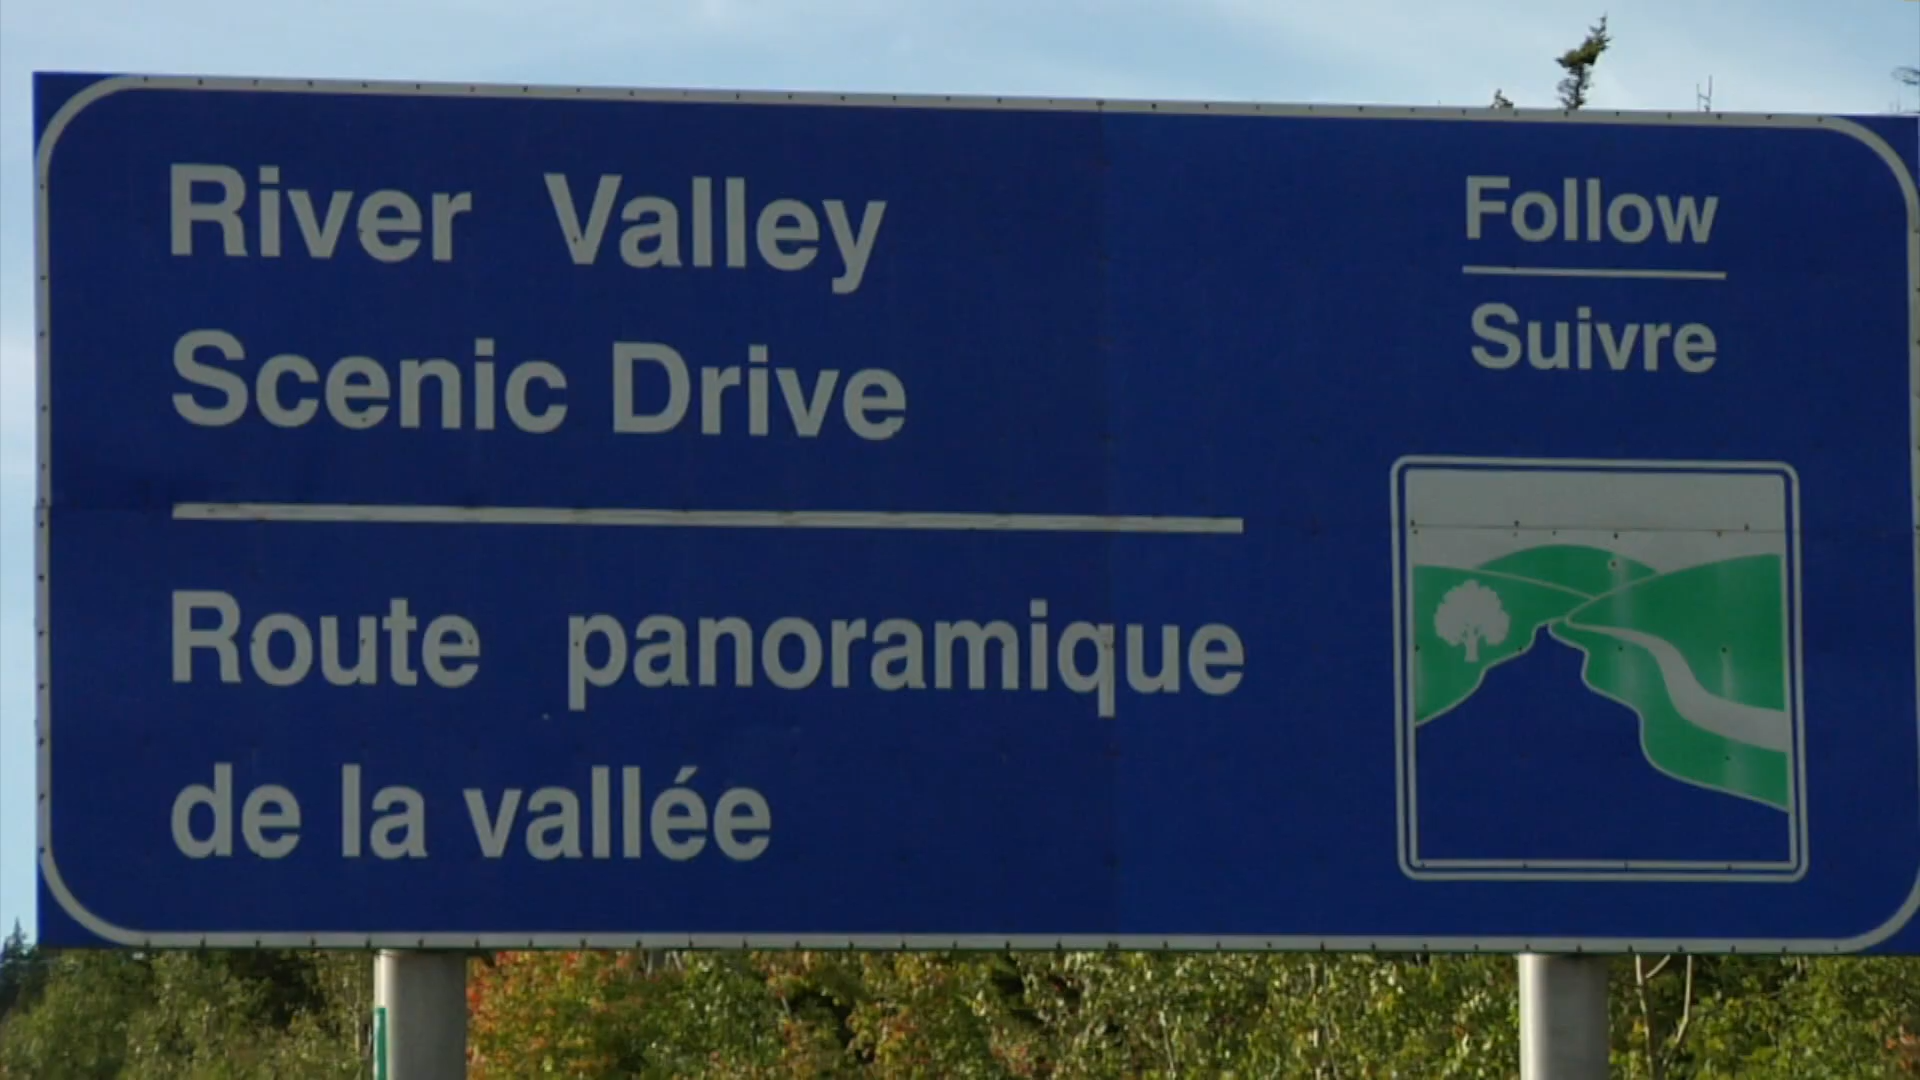 River Valley
Scenic Drive
Route panoramique
de la vallée
Follow
Suivre